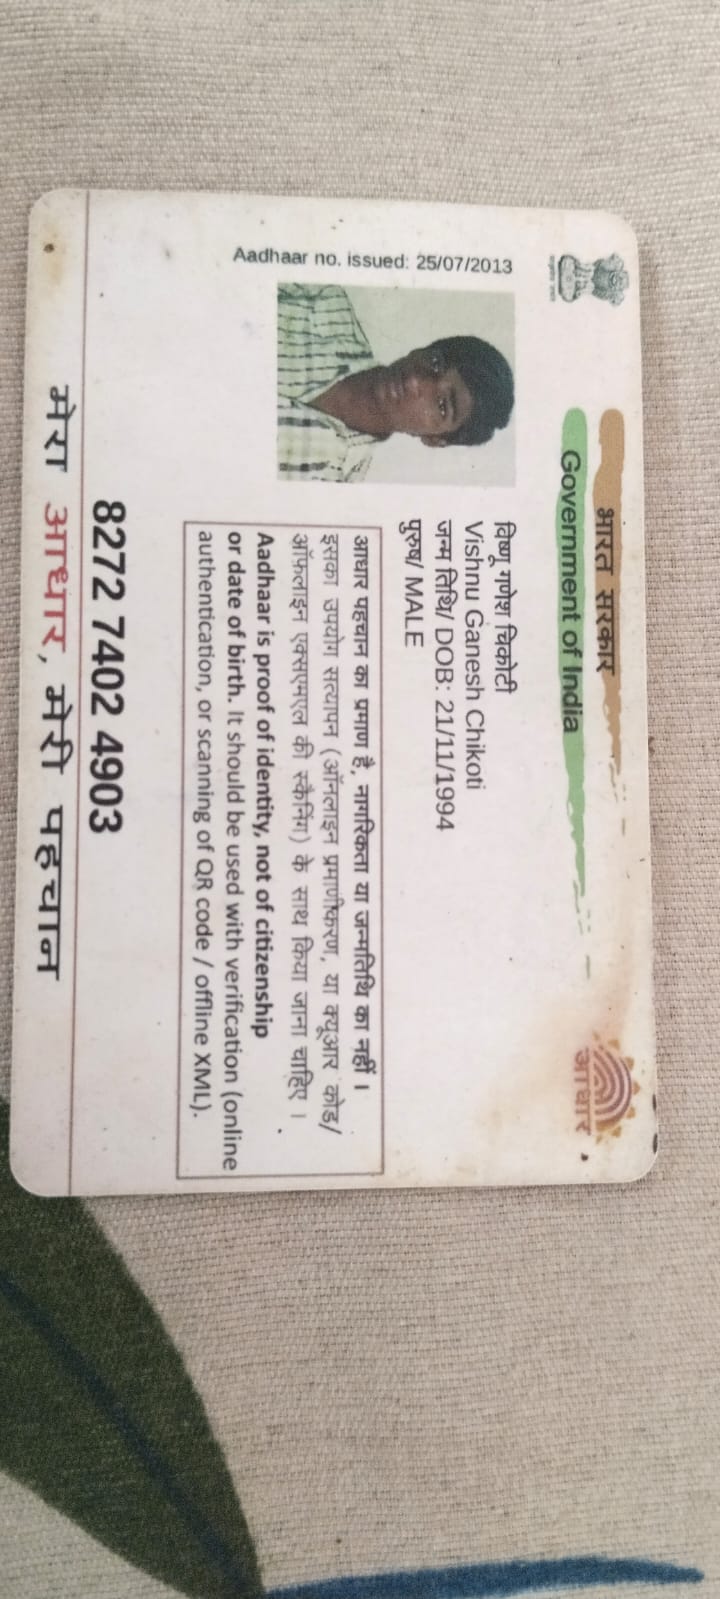 भारत सरकार
Government of India
आधार
Aadhaar no. issued: 25/07/2013
विष्णु गणेश चिकोटी
Vishnu Ganesh Chikoti
जन्म तिथि/ DOB: 21/11/1994
पुरुष/ MALE
आधार पहचान का प्रमाण है, नागरिकता या जन्मतिथि का नहीं ।
इसका उपयोग सत्यापन (ऑनलाइन प्रमाणीकरण, या क्यूआर कोड/
ऑफ़लाइन एक्सएमएल की स्कैनिंग) के साथ किया जाना चाहिए ।
Aadhaar is proof of identity, not of citizenship
or date of birth. It should be used with verification (online
authentication, or scanning of QR code / offline XML).
8272 7402 4903
मेरा आधार, मेरी पहचान